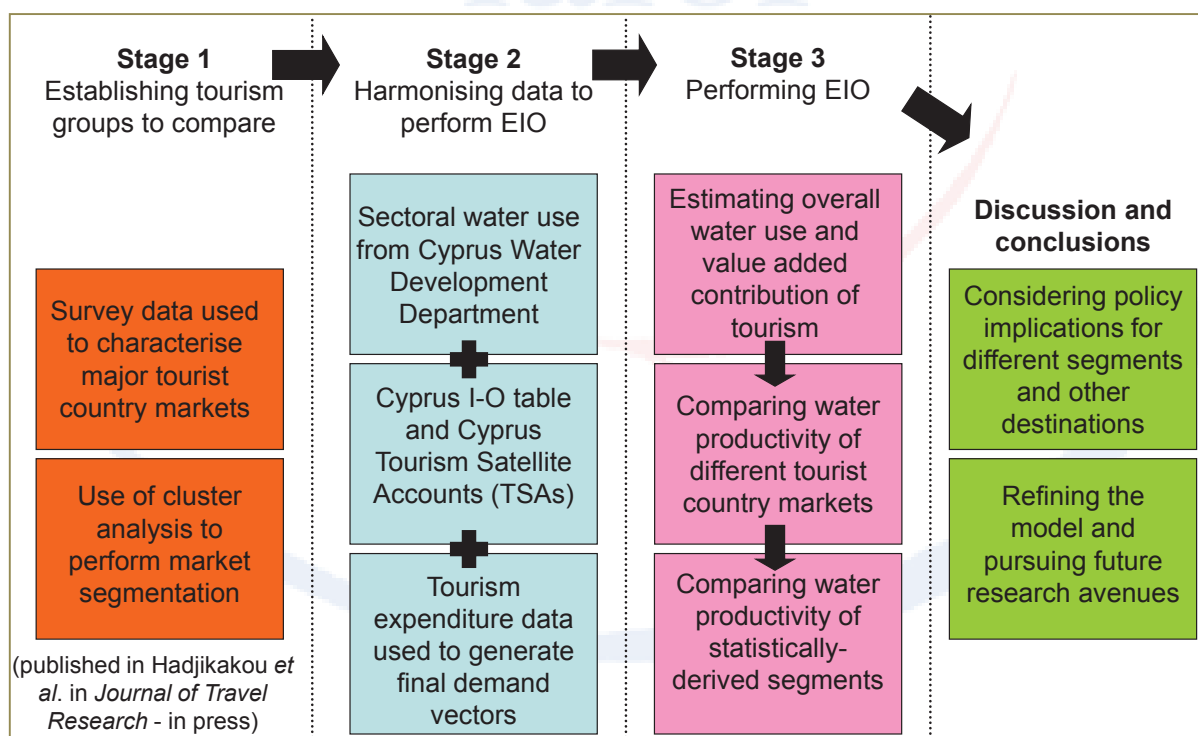 Stage 1
Establishing tourism
groups to compare
Survey data used
to characterise
major tourist
country markets
Use of cluster
analysis to
perform market
segmentation
(published in Hadjikakou et
al. in Journal of Travel
Research - in press)
Stage 2
Harmonising data to
perform EIO
Sectoral water use
from Cyprus Water
Development
Department
Cyprus I-O table
and Cyprus
Tourism Satellite
Accounts (TSAs)
Tourism
expenditure data
used to generate
final demand
vectors
Stage 3
Performing EIO
Estimating overall
water use and
value added
contribution of
tourism
Comparing water
productivity of
different tourist
country markets
Comparing water
productivity of
statistically-
derived segments
Discussion and
conclusions
Considering policy
implications for
different segments
and other
destinations
Refining the
model and
pursuing future
research avenues